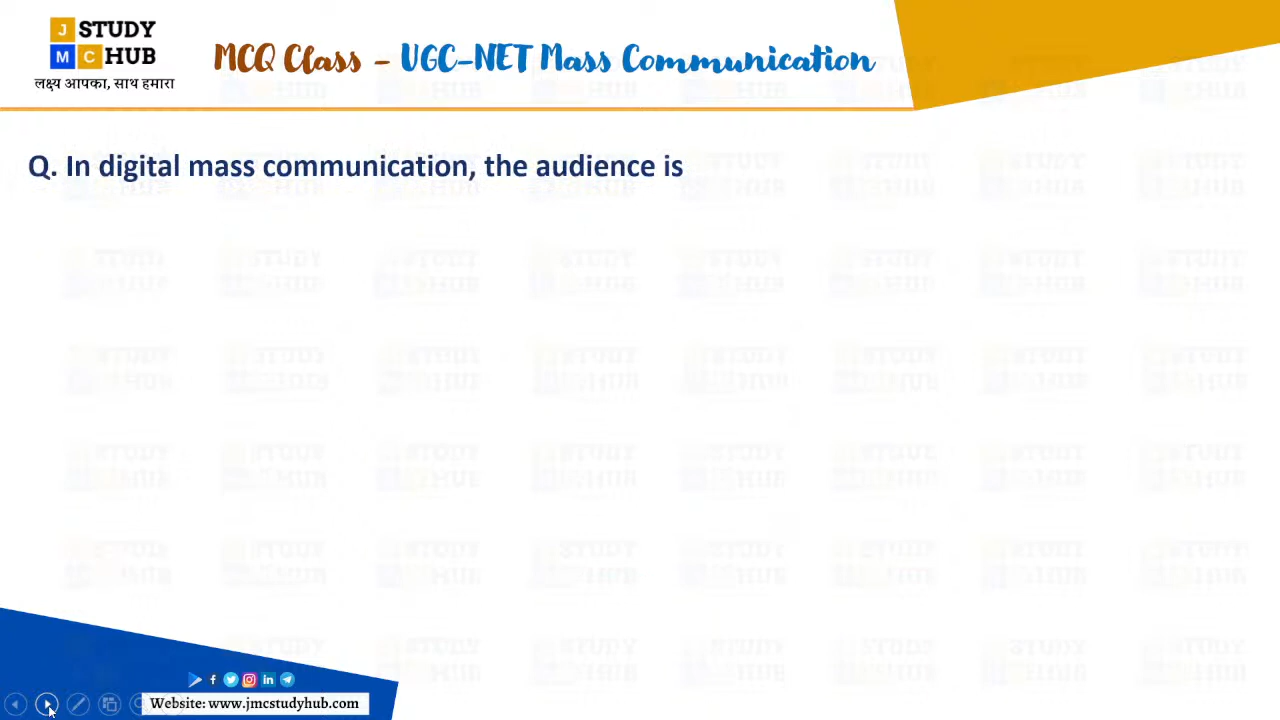 J STUDY
MC HUB
लक्ष्य आपका, साथ हमारा
MCQ Class - UGC-NET Mass Communication
Q. In digital mass communication, the audience is
Website: www.jmcstudyhub.com